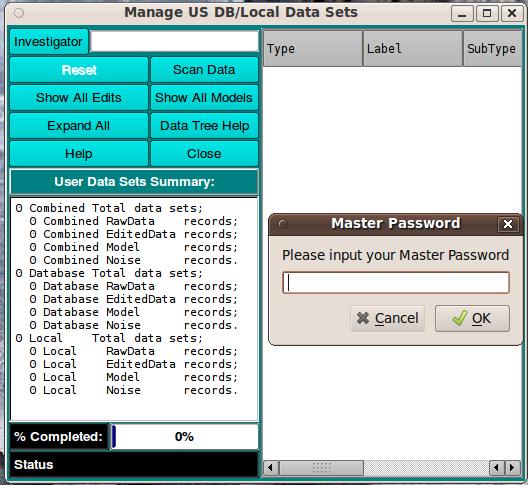 Manage US DB/Local Data Sets
Investigator
Reset Scan Data
Show All Edits Show All Models
Expand All Data Tree Help
Help Close
User Data Sets Summary:
0 Combined Total data sets;
0 Combined RawData records;
0 Combined EditedData records;
0 Combined Model records;
0 Combined Noise records.
0 Database Total data sets;
0 Database RawData records;
0 Database EditedData records;
0 Database Model records;
0 Database Noise records.
0 Local Total data sets;
0 Local RawData records;
0 Local EditedData records;
0 Local Model records;
0 Local Noise records.
% Completed: 0%
Status
Type Label SubType
Master Password
Please input your Master Password
Cancel OK